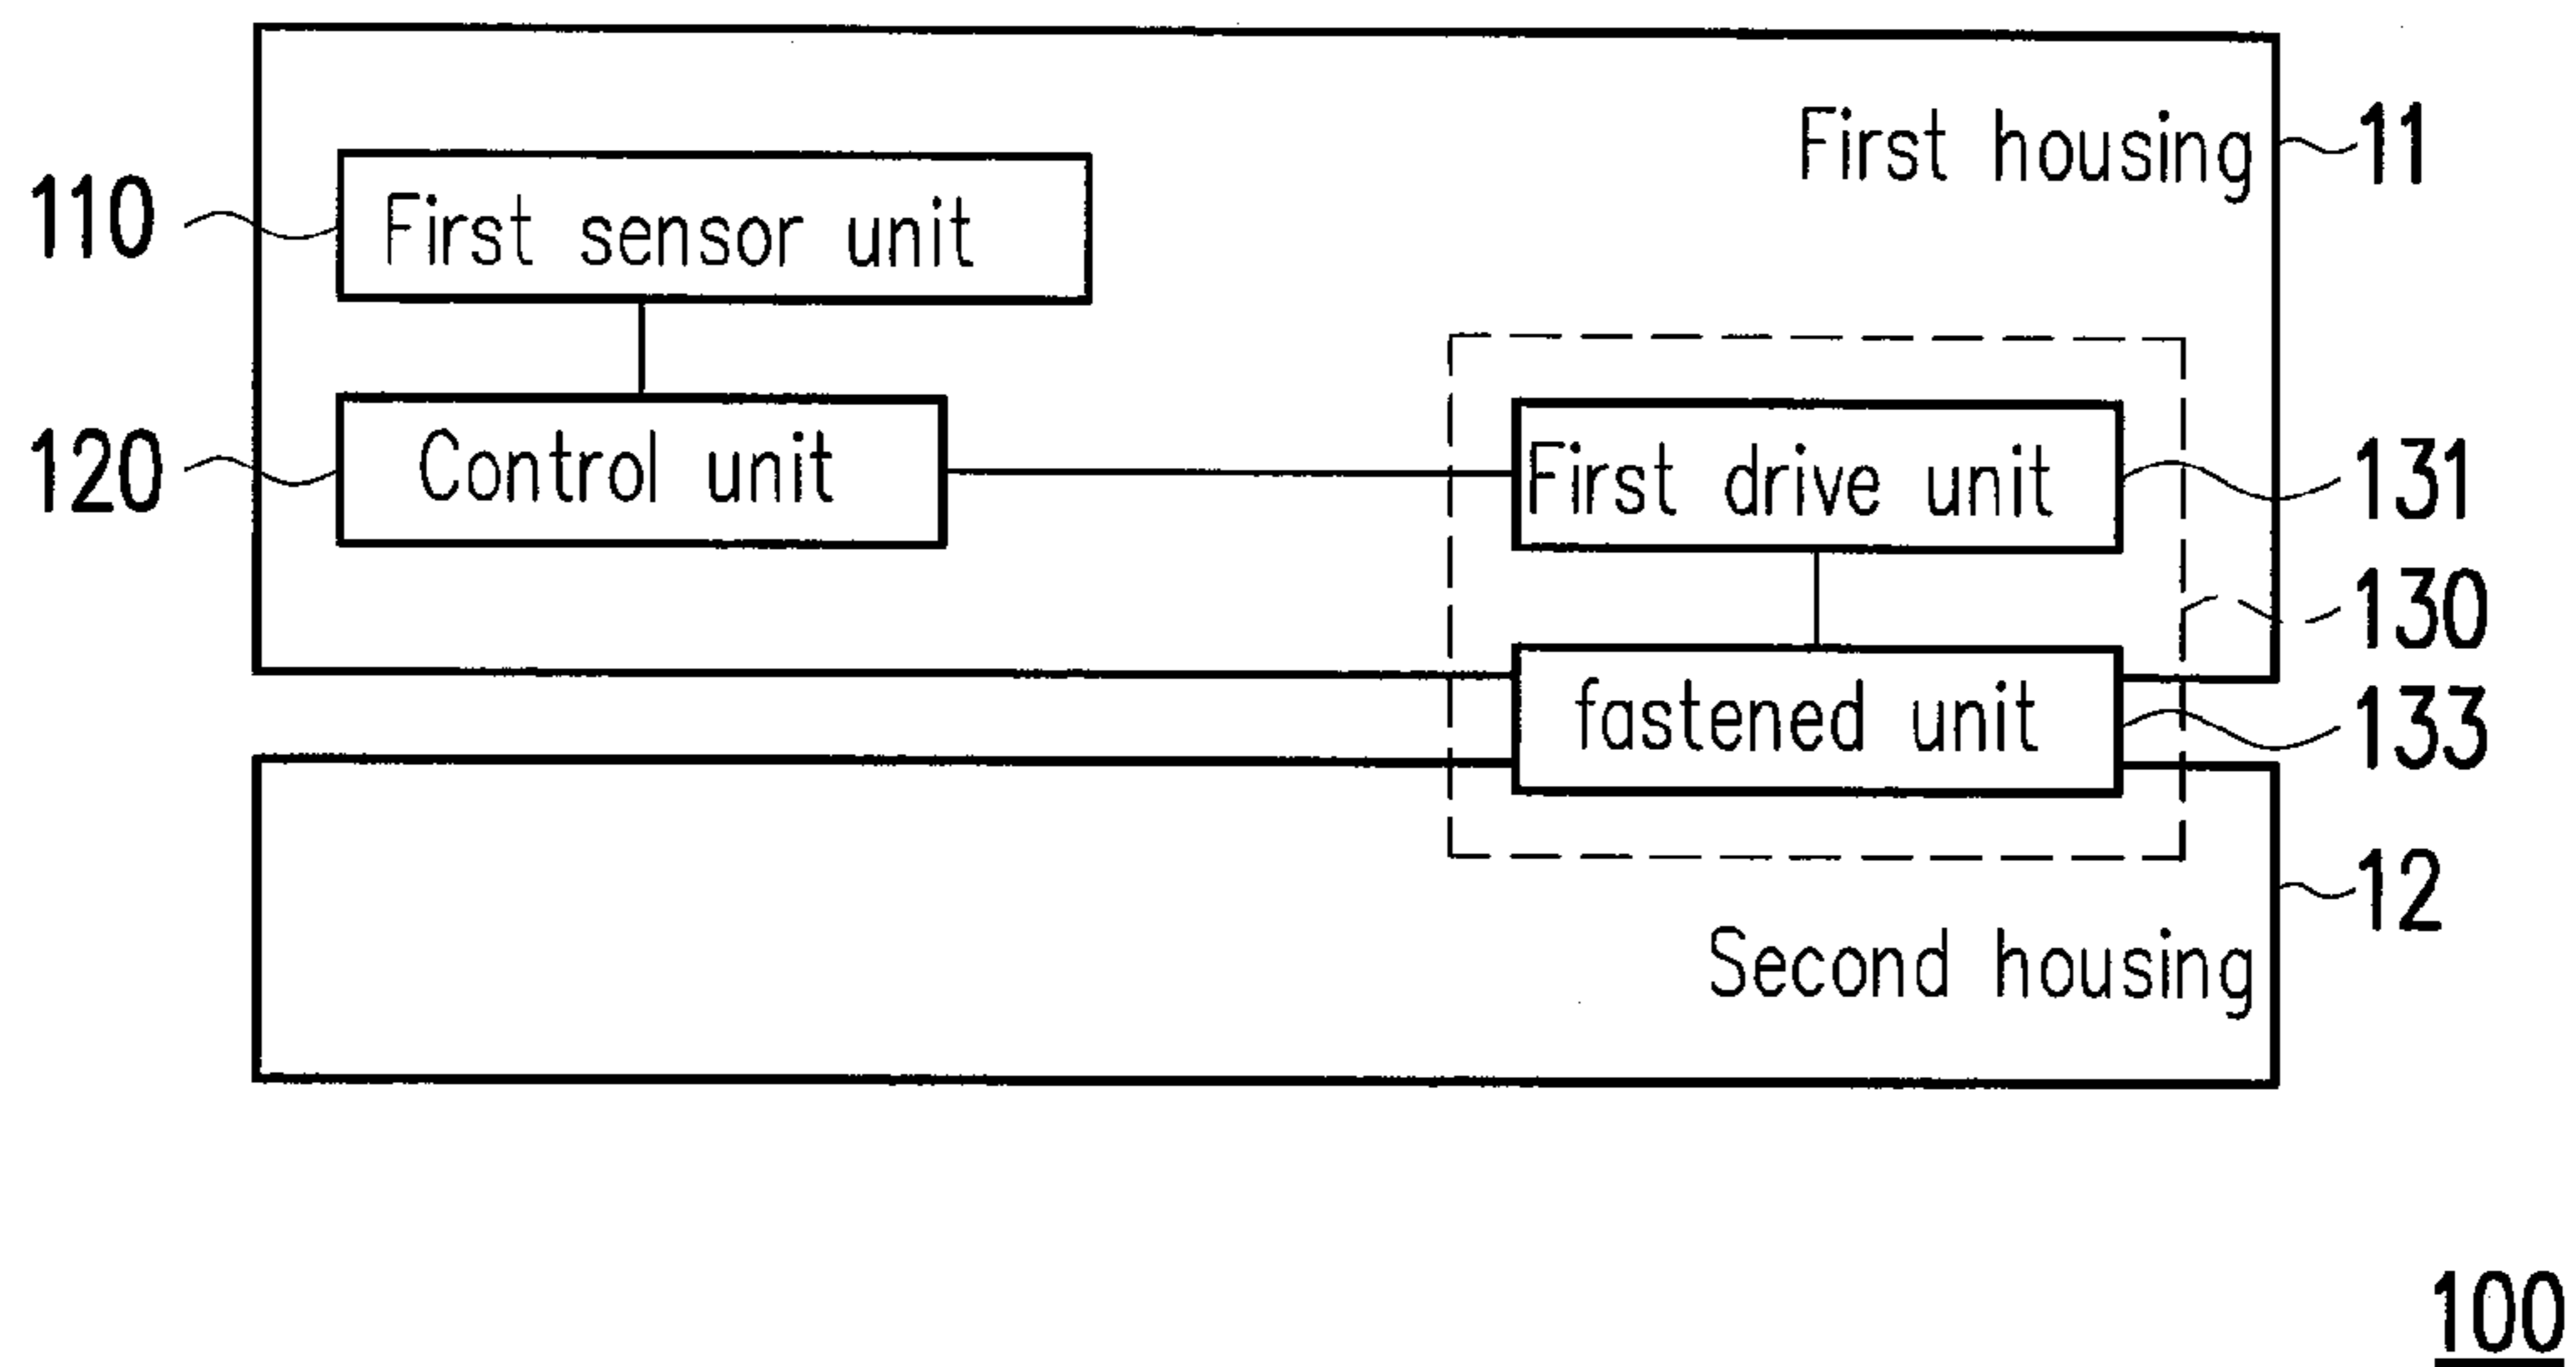 First housing
11
110
First sensor unit
120
Control unit
First drive unit
131
130
fastened unit
133
12
Second housing
100